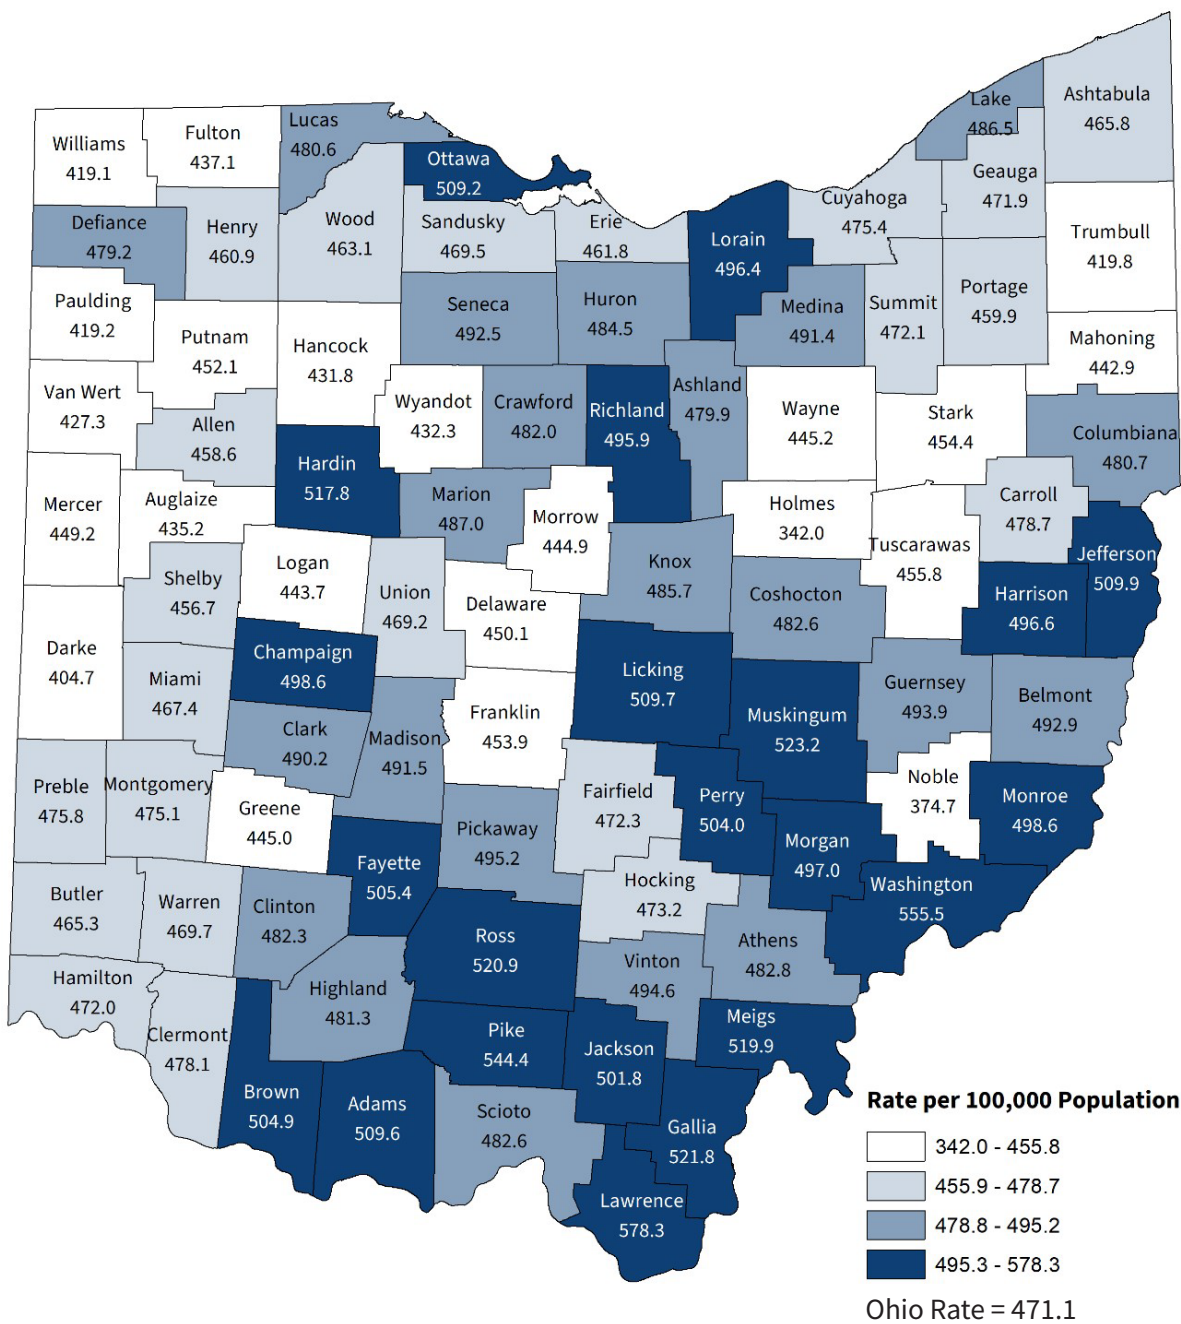 Lake
486.5
Ashtabula
465.8
Williams
419.1
Fulton
437.1
Lucas
480.6
Ottawa
509.2
Geauga
471.9
Defiance
479.2
Henry
460.9
Wood
463.1
Sandusky
469.5
Erie
461.8
Lorain
496.4
Cuyahoga
475.4
Trumbull
419.8
Paulding
419.2
Putnam
452.1
Hancock
431.8
Seneca
492.5
Huron
484.5
Medina
491.4
Summit
472.1
Portage
459.9
Mahoning
442.9
Van Wert
427.3
Allen
458.6
Wyandot
432.3
Crawford
482.0
Richland
495.9
Ashland
479.9
Wayne
445.2
Stark
454.4
Columbiana
480.7
Hardin
517.8
Mercer
449.2
Auglaize
435.2
Marion
487.0
Morrow
444.9
Holmes
342.0
Carroll
478.7
Tuscarawas
455.8
Jefferson
509.9
Harrison
496.6
Logan
443.7
Shelby
456.7
Union
469.2
Delaware
450.1
Knox
485.7
Coshocton
482.6
Darke
404.7
Champaign
498.6
Miami
467.4
Licking
509.7
Muskingum
523.2
Guernsey
493.9
Belmont
492.9
Clark
490.2
Madison
491.5
Franklin
453.9
Preble
475.8
Montgomery
475.1
Greene
445.0
Fairfield
472.3
Perry
504.0
Noble
374.7
Monroe
498.6
Fayette
505.4
Pickaway
495.2
Morgan
497.0
Butler
465.3
Warren
469.7
Clinton
482.3
Hocking
473.2
Washington
555.5
Ross
520.9
Athens
482.8
Vinton
494.6
Hamilton
472.0
Highland
481.3
Clermont
478.1
Pike
544.4
Jackson
501.8
Meigs
519.9
Brown
504.9
Adams
509.6
Scioto
482.6
Gallia
521.8
Lawrence
578.3
Rate per 100,000 Population
342.0 - 455.8
455.9 - 478.7
478.8 - 495.2
495.3 - 578.3
Ohio Rate = 471.1